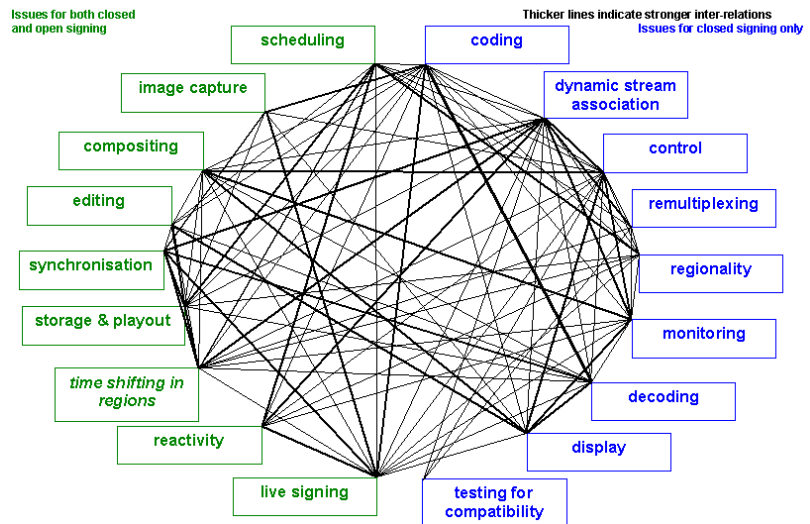 Issues for both closed
and open signing
Thicker lines indicate stronger inter-relations
Issues for closed signing only
scheduling
coding
image capture
dynamic stream
association
compositing
control
editing
remultiplexing
synchronisation
regionality
storage & playout
monitoring
time shifting in
regions
decoding
reactivity
display
live signing
testing for
compatibility